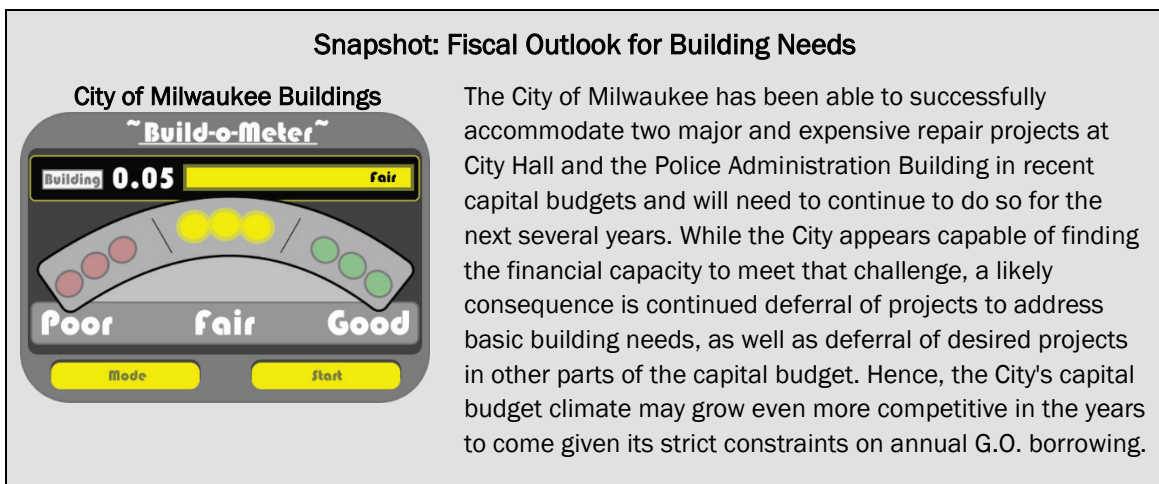 Snapshot: Fiscal Outlook for Building Needs
City of Milwaukee Buildings
~Build-o-Meter~
Building 0.05 Fair
Poor Fair Good
Mode Start
The City of Milwaukee has been able to successfully
accommodate two major and expensive repair projects at
City Hall and the Police Administration Building in recent
capital budgets and will need to continue to do so for the
next several years. While the City appears capable of finding
the financial capacity to meet that challenge, a likely
consequence is continued deferral of projects to address
basic building needs, as well as deferral of desired projects
in other parts of the capital budget. Hence, the City's capital
budget climate may grow even more competitive in the years
to come given its strict constraints on annual G.O. borrowing.